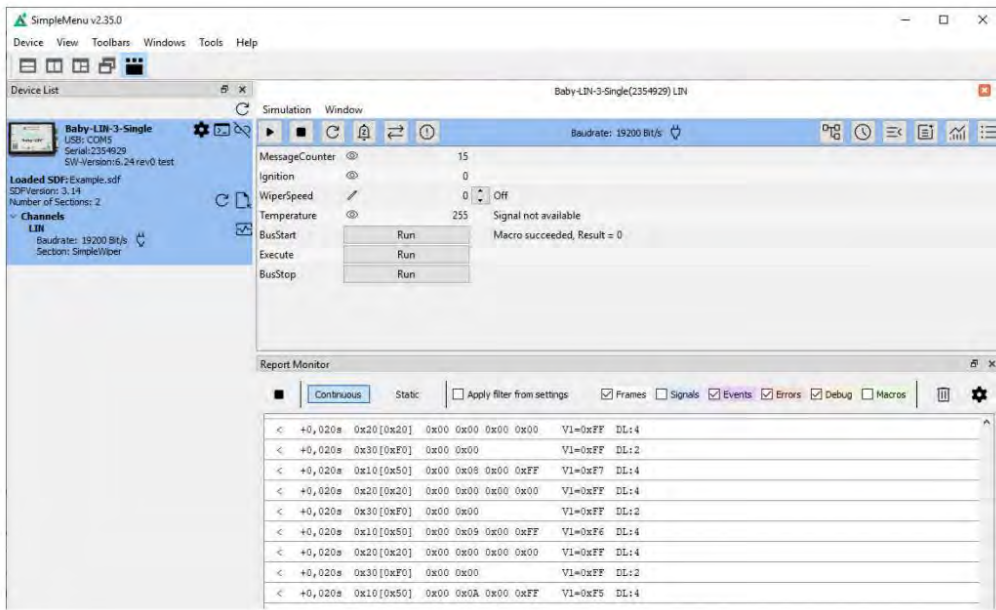 SimpleMenu v2.35.0
Device View Toolbars Windows Tools Help
Device List
Baby-LIN-3-Single
USB: COM5
Serial:2354929
SW-Version:6.24 rev0 test
Loaded SDF: Example.sdf
SDFVersion: 3.14
Number of Sections: 2
Channels
LIN
Baudrate: 19200 Bit/s
Section: SimpleWiper
Baby-LIN-3-Single(2354929) LIN
Simulation Window
Baudrate: 19200 Bit/s
MessageCounter 15
Ignition 0
WiperSpeed 0 Off
Temperature 255 Signal not available
BusStart Run Macro succeeded, Result = 0
Execute Run
BusStop Run
Report Monitor
Continuous Static Apply filter from settings Frames Signals Events Errors Debug Macros
< +0,020s 0x20[0x20] 0x00 0x00 0x00 0x00 V1=0xFF DL:4
< +0,020s 0x30[0xF0] 0x00 0x00 V1=0xFF DL:2
< +0,020s 0x10[0x50] 0x00 0x08 0x00 0xFF V1=0xF7 DL:4
< +0,020s 0x20[0x20] 0x00 0x00 0x00 0x00 V1=0xFF DL:4
< +0,020s 0x30[0xF0] 0x00 0x00 V1=0xFF DL:2
< +0,020s 0x10[0x50] 0x00 0x09 0x00 0xFF V1=0xF6 DL:4
< +0,020s 0x20[0x20] 0x00 0x00 0x00 0x00 V1=0xFF DL:4
< +0,020s 0x30[0xF0] 0x00 0x00 V1=0xFF DL:2
< +0,020s 0x10[0x50] 0x00 0x0A 0x00 0xFF V1=0xF5 DL:4